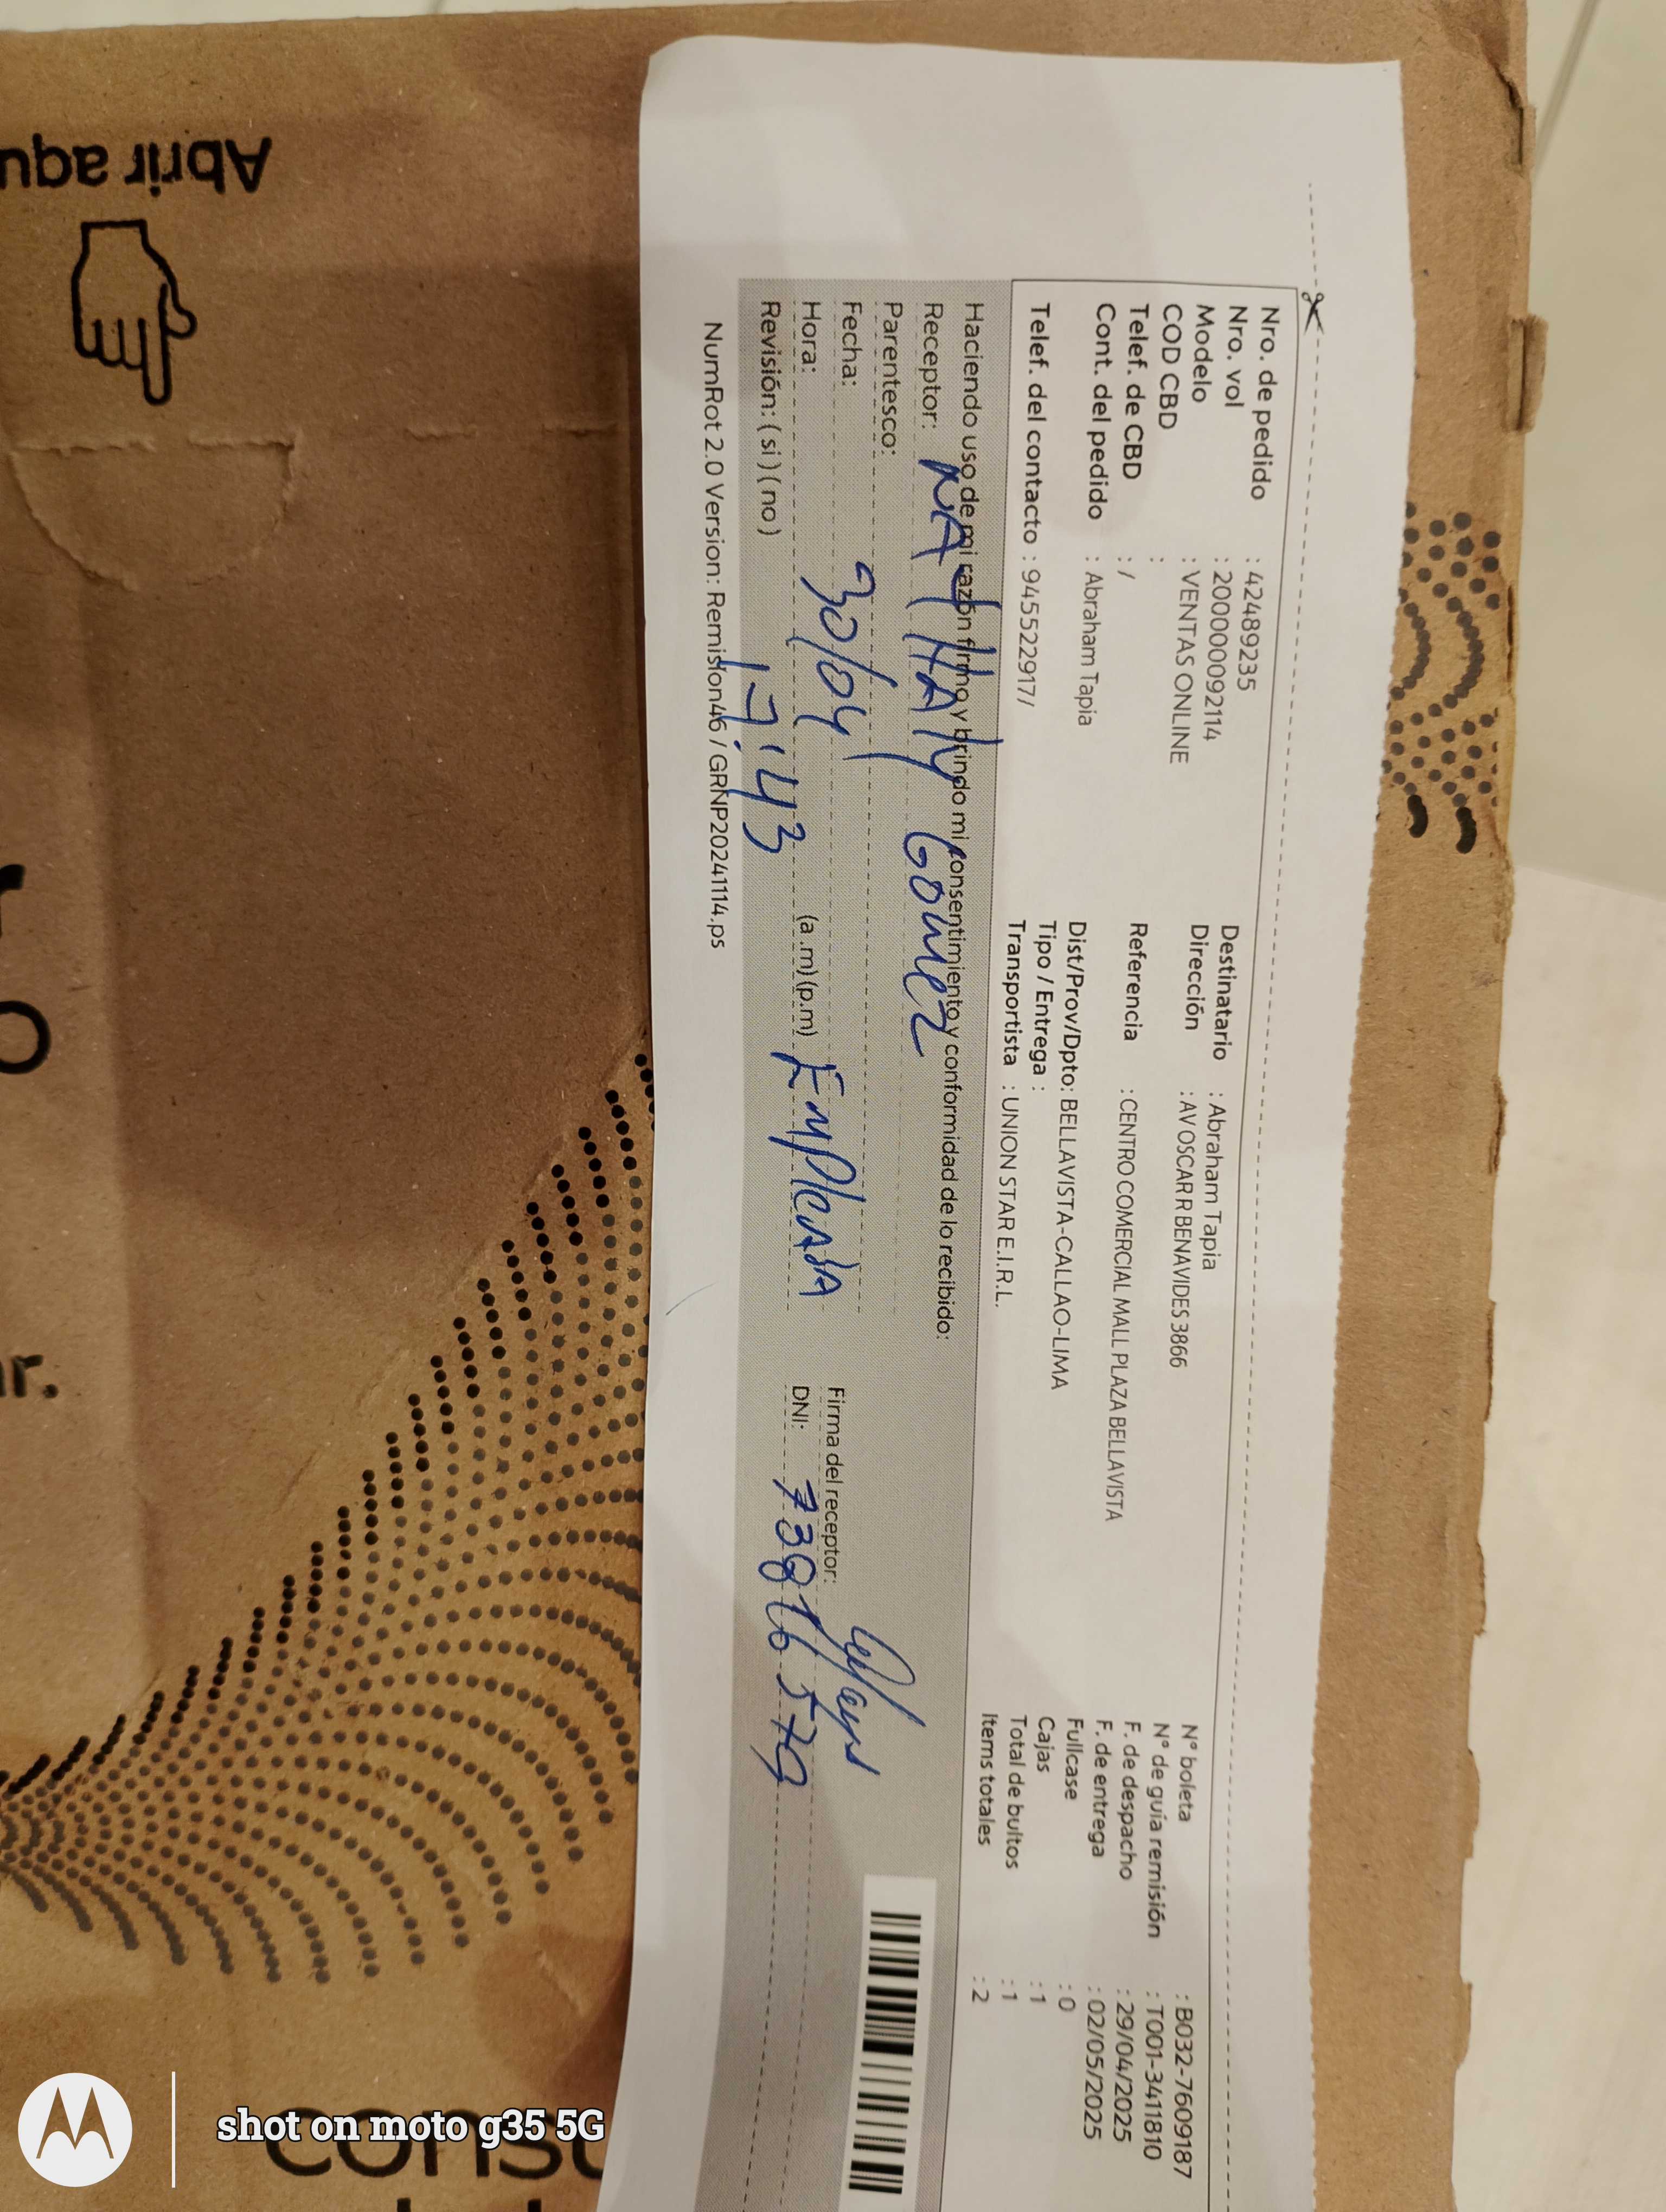 Nro. de pedido : 42489235
Nro. vol : 200000092114
Modelo : VENTAS ONLINE
COD CBD :
Telef. de CBD : /
Cont. del pedido : Abraham Tapia
Telef. del contacto : 945522917/
Destinatario : Abraham Tapia
Dirección : AV OSCAR R BENAVIDES 3866
Referencia : CENTRO COMERCIAL MALL PLAZA BELLAVISTA
Dist/Prov/Dpto: BELLAVISTA-CALLAO-LIMA
Tipo / Entrega :
Transportista : UNION STAR E.I.R.L.
N° boleta : B032-7609187
N° de guía remisión : T001-3411810
F. de despacho : 29/04/2025
F. de entrega : 02/05/2025
Fullcase : 0
Cajas : 1
Total de bultos : 1
Items totales : 2
Haciendo uso de mi razón firmo y brindo mi consentimiento y conformidad de lo recibido:
Receptor: NATHALY GOMEZ
Parentesco:
Fecha: 30/04
Hora: 17:43 (a .m) (p.m) EmpleadA
Revisión: ( si ) ( no )
Firma del receptor:
DNI: 73816579
NumRot 2.0 Version: Remision46 / GRNP20241114.ps
Abrir aqu
r.
shot on moto g35 5G